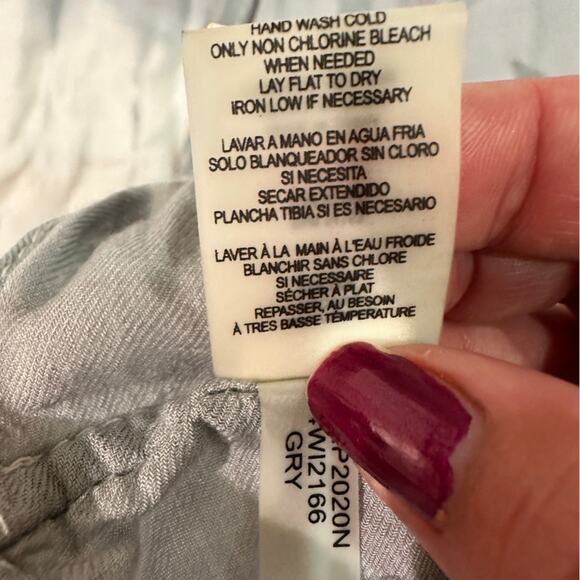 HAND WASH COLD
ONLY NON CHLORINE BLEACH
WHEN NEEDED
LAY FLAT TO DRY
IRON LOW IF NECESSARY
LAVAR A MANO EN AGUA FRIA
SOLO BLANQUEADOR SIN CLORO
SI NECESITA
SECAR EXTENDIDO
PLANCHA TIBIA SI ES NECESARIO
LAVER À LA MAIN À L'EAU FROIDE
BLANCHIR SANS CHLORE
SI NECESSAIRE
SÉCHER À PLAT
REPASSER, AU BESOIN
À TRES BASSE TEMPÉRATURE
P2020N
WI2166
GRY